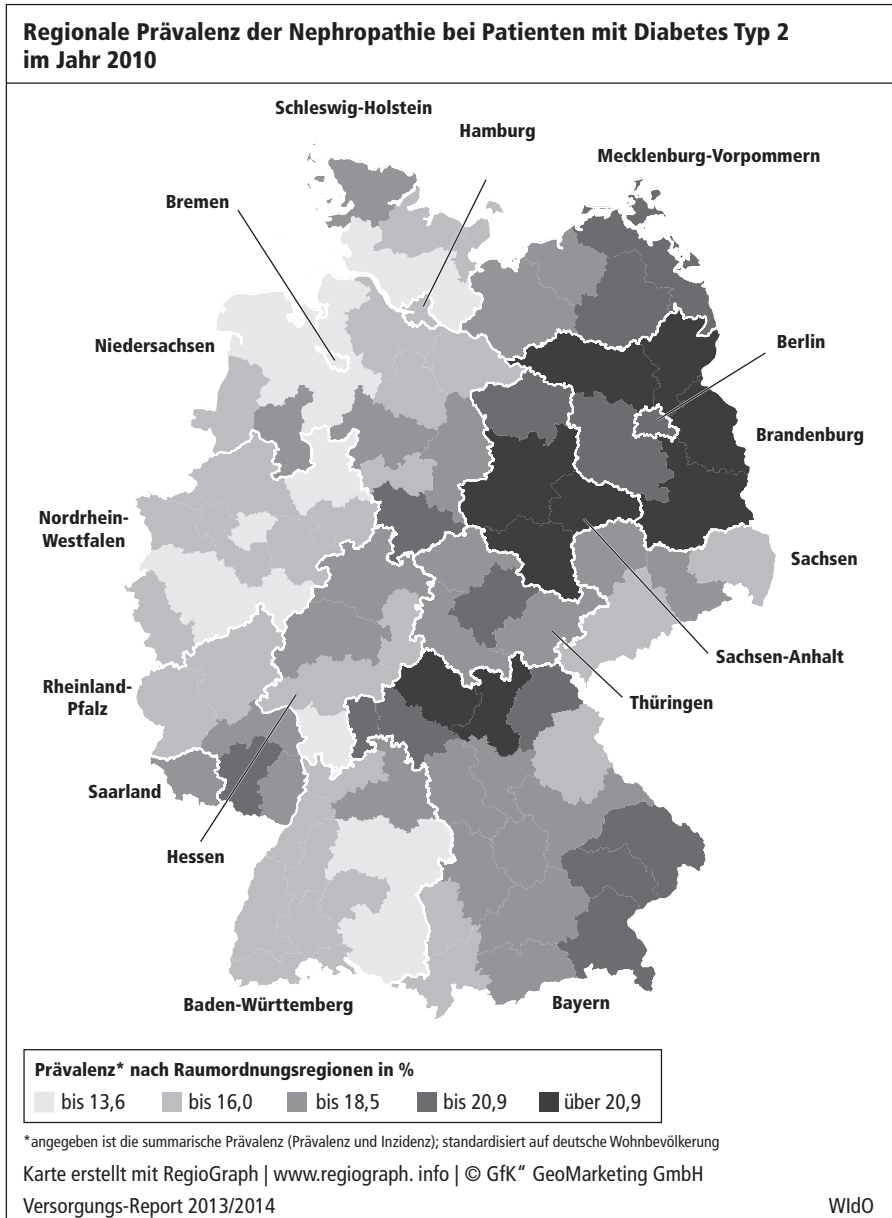 Regionale Prävalenz der Nephropathie bei Patienten mit Diabetes Typ 2
im Jahr 2010
Schleswig-Holstein
Hamburg
Mecklenburg-Vorpommern
Bremen
Niedersachsen
Berlin
Brandenburg
Nordrhein-
Westfalen
Sachsen
Sachsen-Anhalt
Rheinland-
Pfalz
Thüringen
Saarland
Hessen
Baden-Württemberg
Bayern
Prävalenz* nach Raumordnungsregionen in %
bis 13,6 bis 16,0 bis 18,5 bis 20,9 über 20,9
*angegeben ist die summarische Prävalenz (Prävalenz und Inzidenz); standardisiert auf deutsche Wohnbevölkerung
Karte erstellt mit RegioGraph | www.regiograph. info | © GfK“ GeoMarketing GmbH
Versorgungs-Report 2013/2014 WIdO